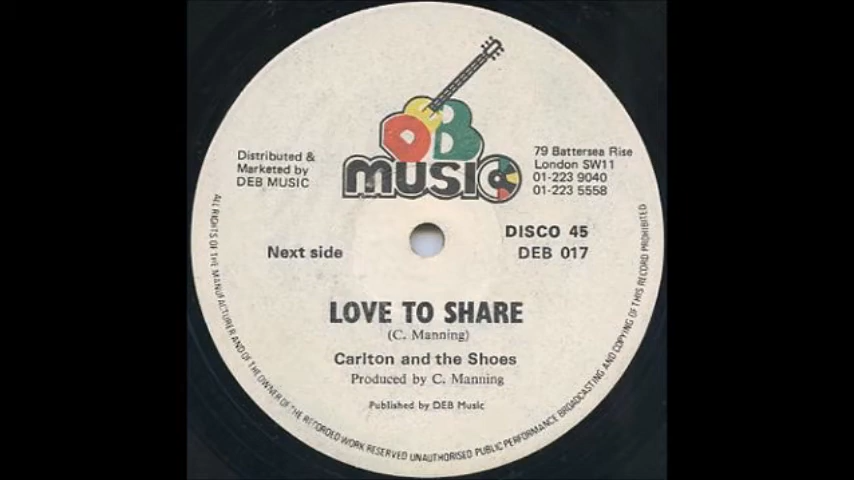 DEB
MUSIC
Distributed &
Marketed by
DEB MUSIC
79 Battersea Rise
London SW11
01-223 9040
01-223 5558
DISCO 45
DEB 017
Next side
LOVE TO SHARE
(C. Manning)
Carlton and the Shoes
Produced by C. Manning
Published by DEB Music
ALL RIGHTS OF THE MANUFACTURER AND OF THE OWNER OF THE RECORDED WORK RESERVED UNAUTHORISED PUBLIC PERFORMANCE BROADCASTING AND COPYING OF THIS RECORD PROHIBITED